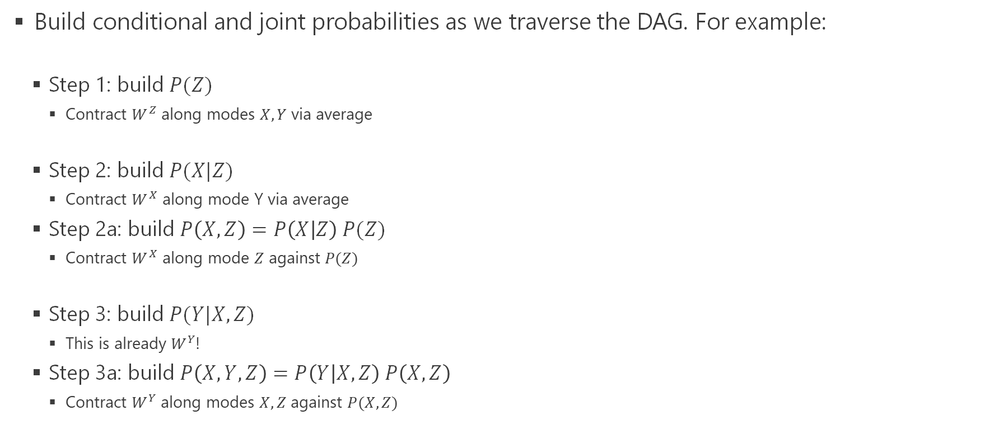 ▪ Build conditional and joint probabilities as we traverse the DAG. For example:
▪ Step 1: build P(Z)
▪ Contract W^Z along modes X,Y via average
▪ Step 2: build P(X|Z)
▪ Contract W^X along mode Y via average
▪ Step 2a: build P(X,Z) = P(X|Z) P(Z)
▪ Contract W^X along mode Z against P(Z)
▪ Step 3: build P(Y|X,Z)
▪ This is already W^Y!
▪ Step 3a: build P(X,Y,Z) = P(Y|X,Z) P(X,Z)
▪ Contract W^Y along modes X,Z against P(X,Z)